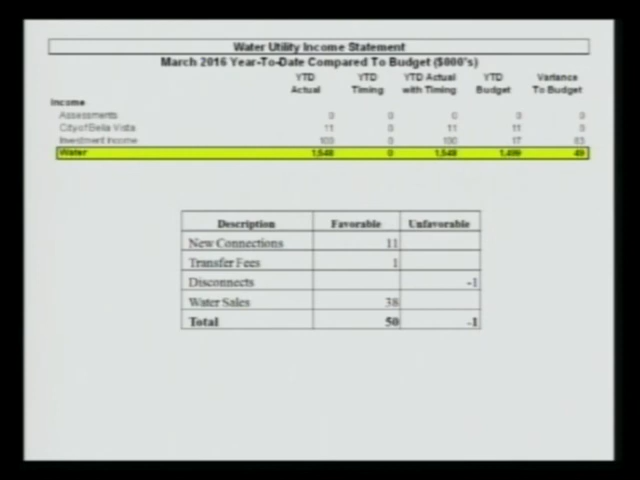 Water Utility Income Statement
March 2016 Year-To-Date Compared To Budget ($000's)
YTD YTD YTD Actual YTD Variance
Actual Timing with Timing Budget To Budget
Income
Assessments 0 0 0 0 0
City of Bella Vista 11 0 11 11 0
Investment Income 0 17
Water 1,548 0 1,548 1,499 49
Description Favorable Unfavorable
New Connections 11
Transfer Fees 1
Disconnects -1
Water Sales 38
Total 50 -1